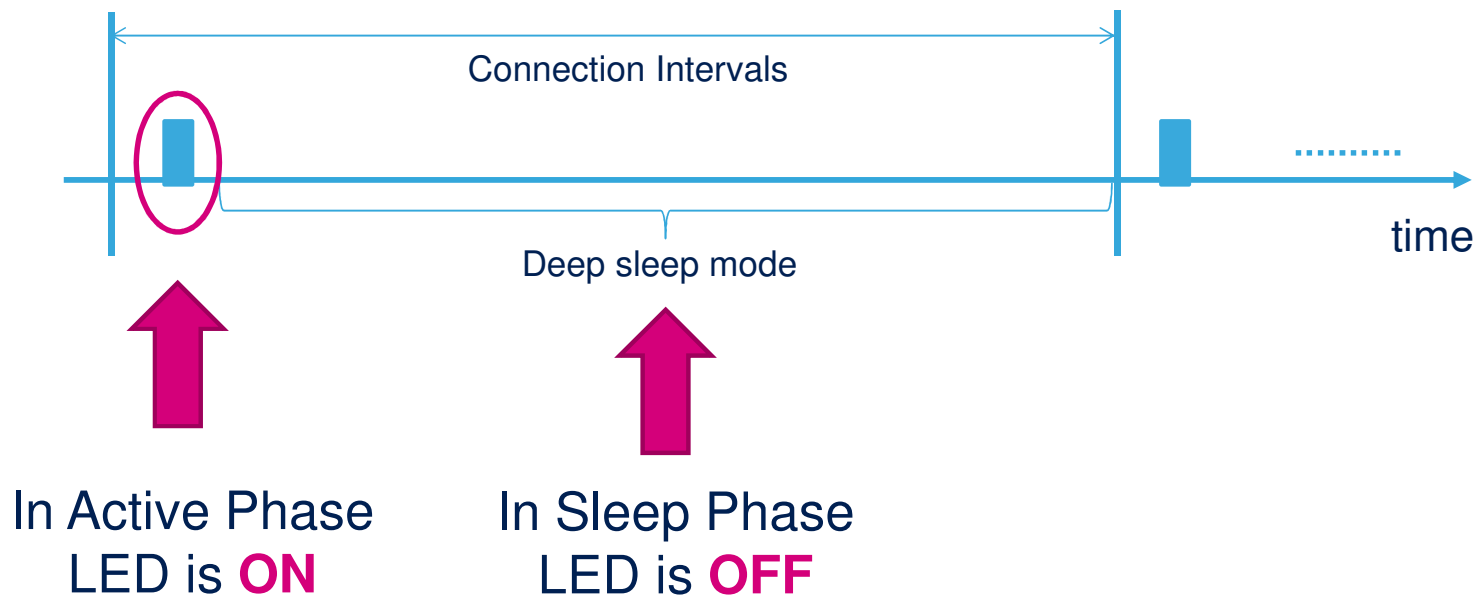 Connection Intervals
time
Deep sleep mode
In Active Phase
LED is ON
In Sleep Phase
LED is OFF